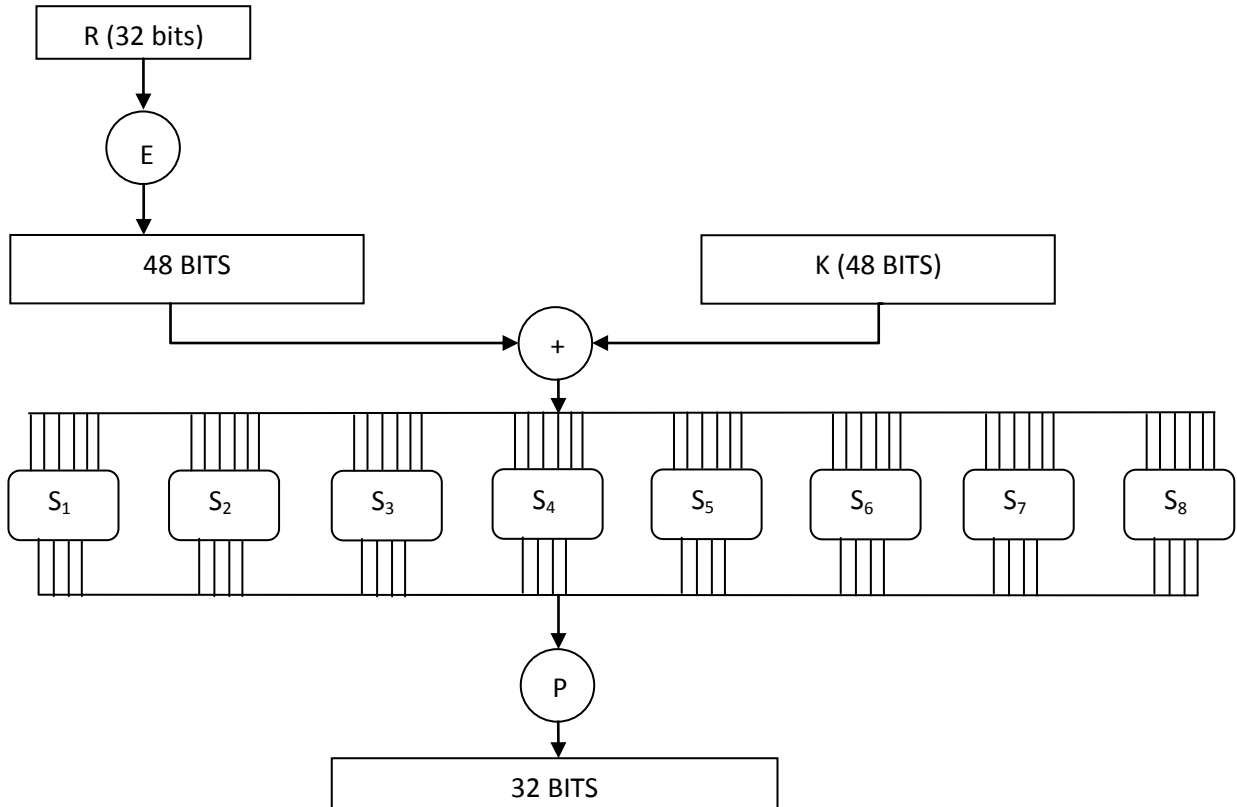 R (32 bits)
E
48 BITS
K (48 BITS)
+
S₁
S₂
S₃
S₄
S₅
S₆
S₇
S₈
P
32 BITS